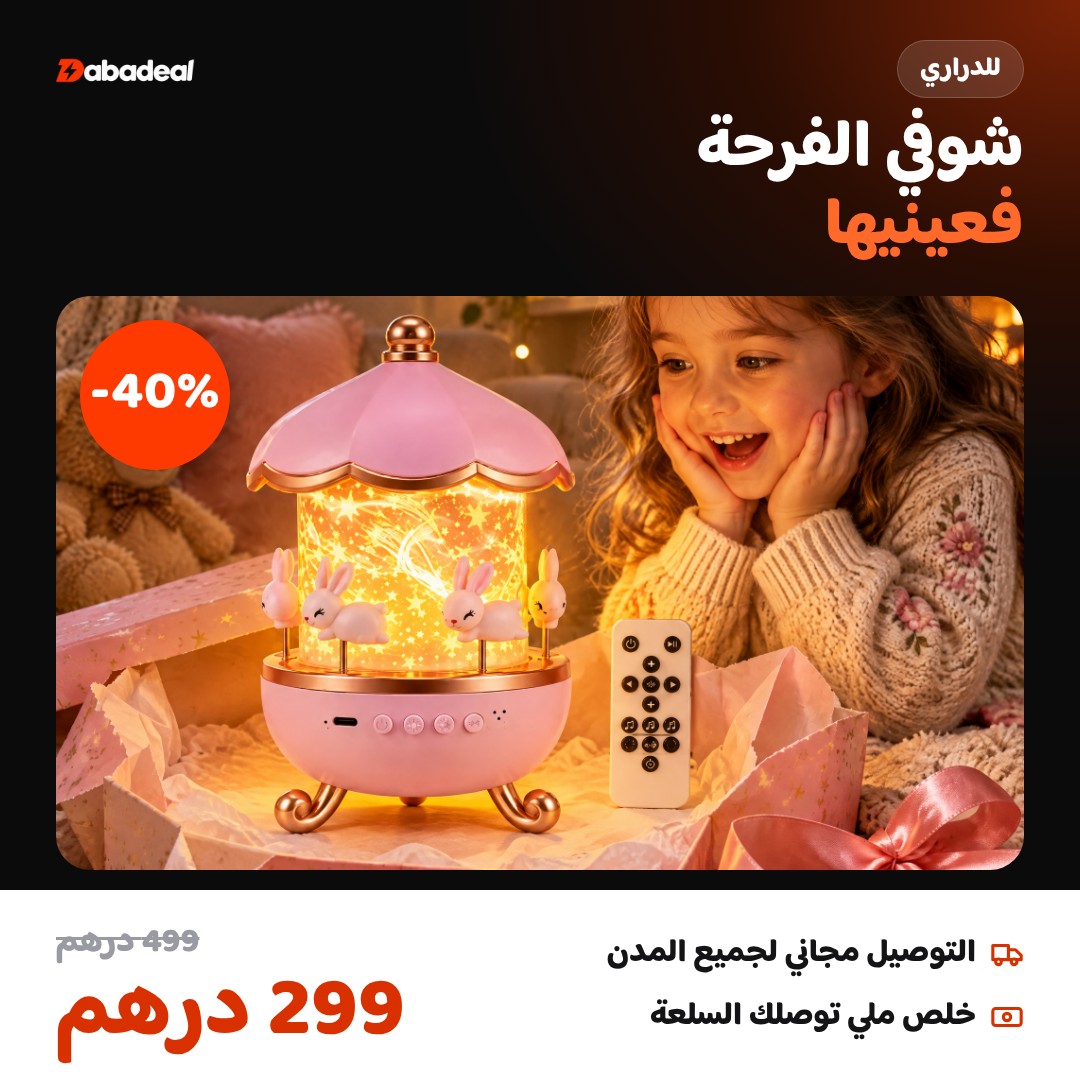 Dabadeal
للدراري
شوفي الفرحة
فعينيها
-40%
التوصيل مجاني لجميع المدن
خلص ملي توصلك السلعة
499 درهم
299 درهم